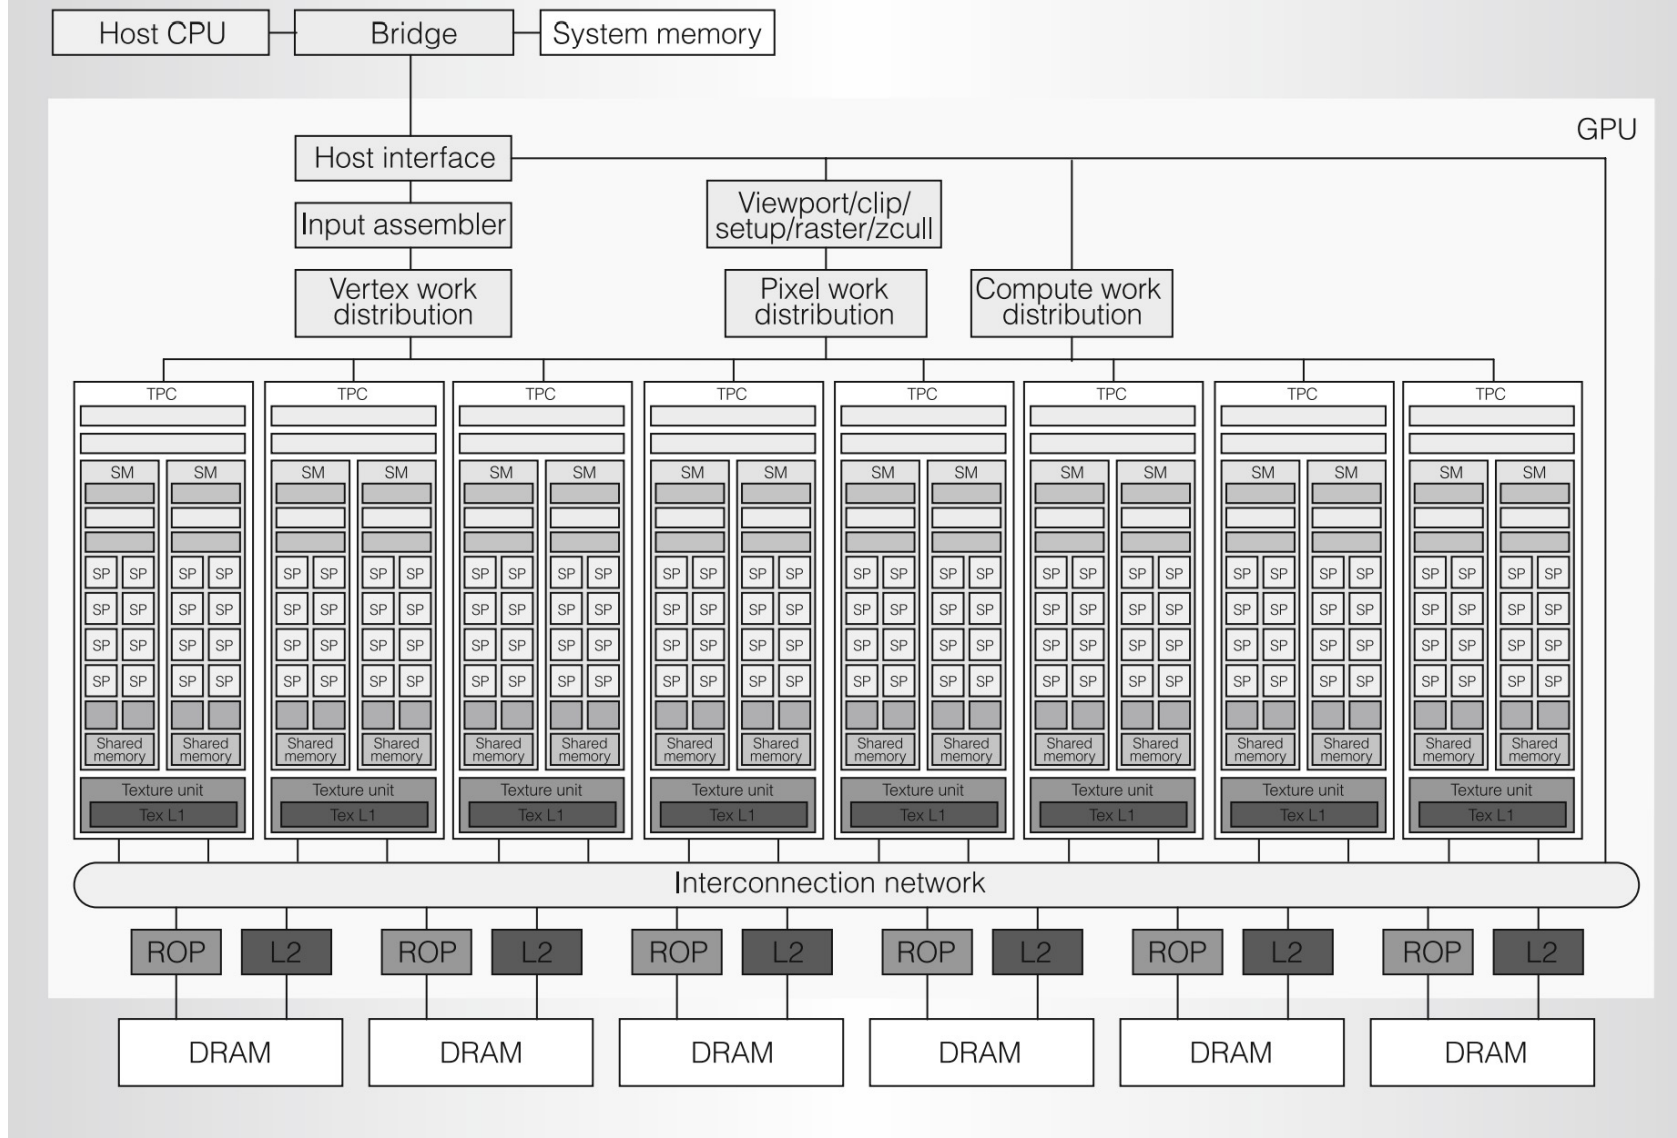 Host CPU
Bridge
System memory
GPU
Host interface
Input assembler
Viewport/clip/
setup/raster/zcull
Vertex work
distribution
Pixel work
distribution
Compute work
distribution
TPC TPC TPC TPC TPC TPC TPC TPC
SM SM SM SM SM SM SM SM SM SM SM SM SM SM SM SM
SP SP SP SP SP SP SP SP SP SP SP SP SP SP SP SP SP SP SP SP SP SP SP SP SP SP SP SP SP SP SP SP
SP SP SP SP SP SP SP SP SP SP SP SP SP SP SP SP SP SP SP SP SP SP SP SP SP SP SP SP SP SP SP SP
SP SP SP SP SP SP SP SP SP SP SP SP SP SP SP SP SP SP SP SP SP SP SP SP SP SP SP SP SP SP SP SP
SP SP SP SP SP SP SP SP SP SP SP SP SP SP SP SP SP SP SP SP SP SP SP SP SP SP SP SP SP SP SP SP
Shared Shared Shared Shared Shared Shared Shared Shared Shared Shared Shared Shared Shared Shared Shared Shared
memory memory memory memory memory memory memory memory memory memory memory memory memory memory memory memory
Texture unit Texture unit Texture unit Texture unit Texture unit Texture unit Texture unit Texture unit
Tex L1 Tex L1 Tex L1 Tex L1 Tex L1 Tex L1 Tex L1 Tex L1
Interconnection network
ROP L2 ROP L2 ROP L2 ROP L2 ROP L2 ROP L2
DRAM DRAM DRAM DRAM DRAM DRAM